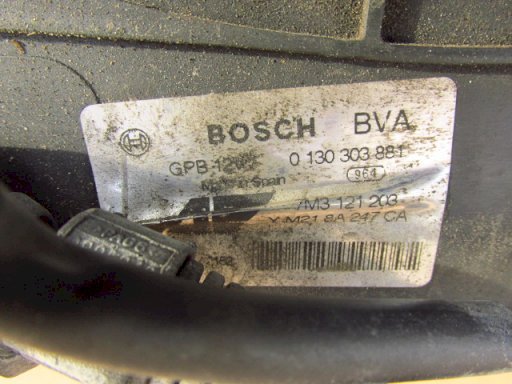 BOSCH BVA
GPB 12V 0 130 303 881
Made in Spain 964
7M3 121 203
YM21 8A 247 CA